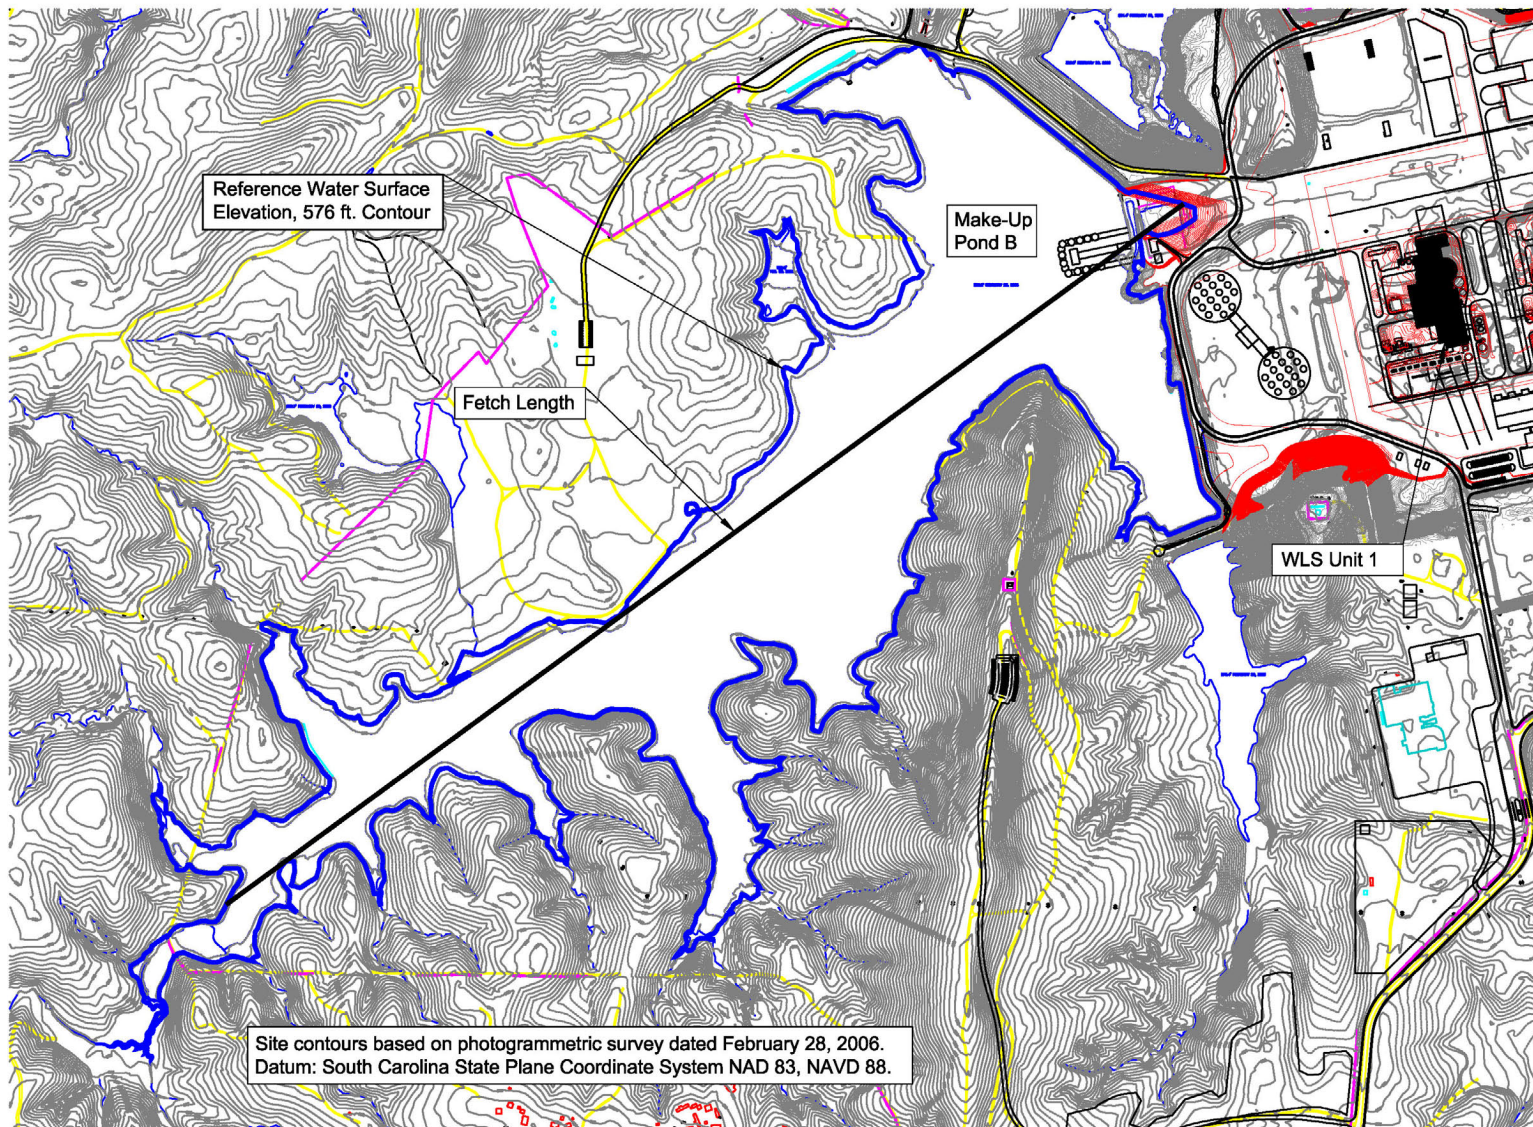 Reference Water Surface
Elevation, 576 ft. Contour
Make-Up
Pond B
Fetch Length
WLS Unit 1
Site contours based on photogrammetric survey dated February 28, 2006.
Datum: South Carolina State Plane Coordinate System NAD 83, NAVD 88.